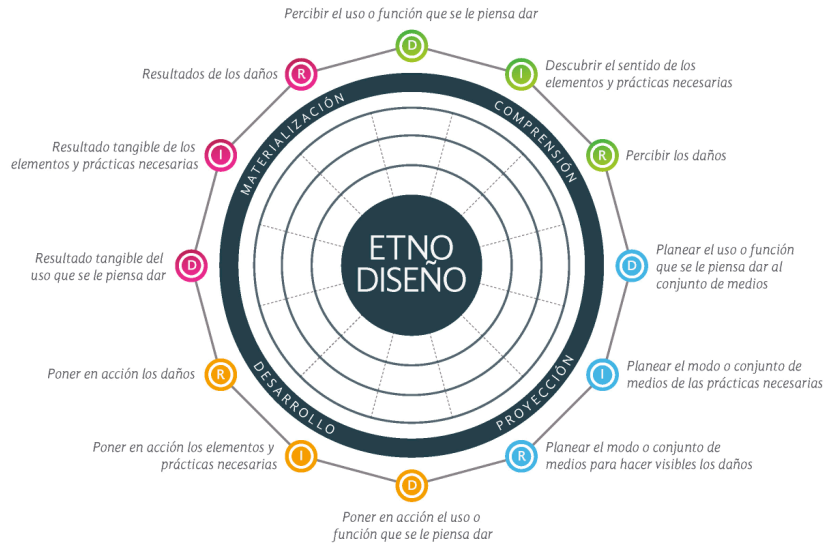 Percibir el uso o función que se le piensa dar
D
I
Descubrir el sentido de los
elementos y prácticas necesarias
R
Percibir los daños
D
Planear el uso o función
que se le piensa dar al
conjunto de medios
I
Planear el modo o conjunto de
medios de las prácticas necesarias
R
Planear el modo o conjunto de
medios para hacer visibles los daños
D
Poner en acción el uso o
función que se le piensa dar
I
Poner en acción los elementos y
prácticas necesarias
R
Poner en acción los daños
D
Resultado tangible del
uso que se le piensa dar
I
Resultado tangible de los
elementos y prácticas necesarias
R
Resultados de los daños
MATERIALIZACIÓN
COMPRENSIÓN
PROYECCIÓN
DESARROLLO
ETNO
DISEÑO